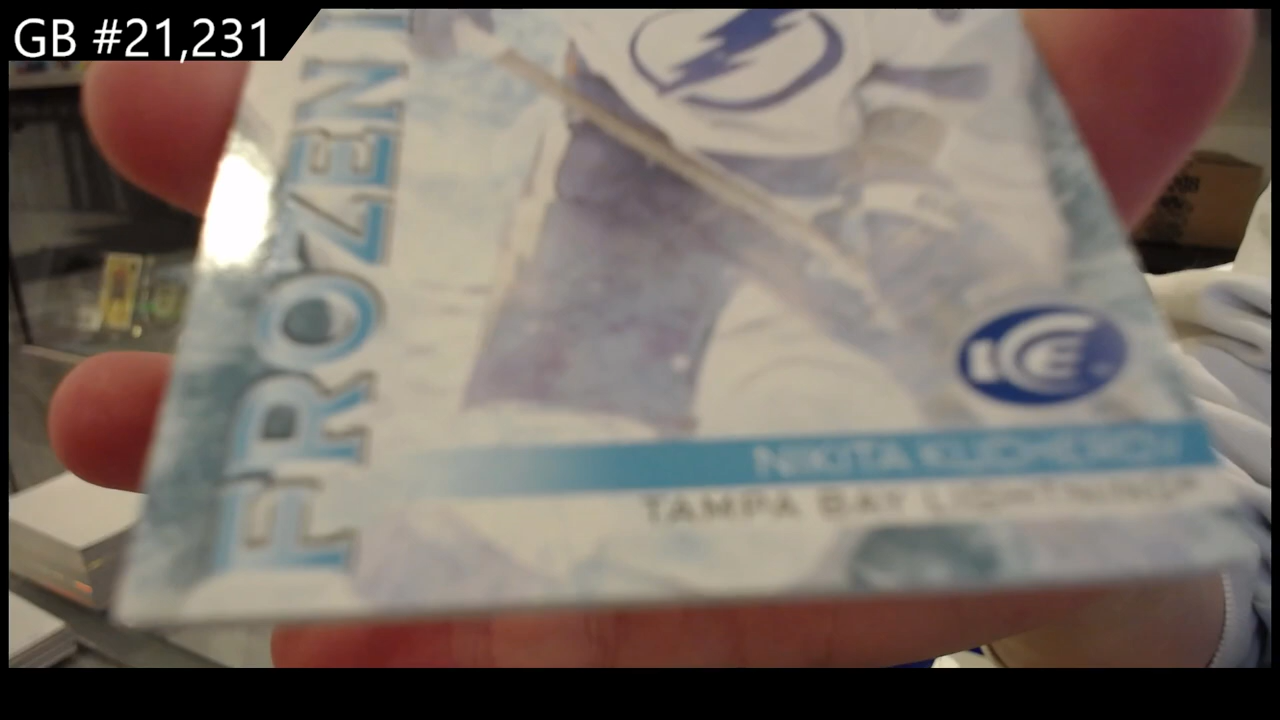 GB #21,231
FROZEN
ICE
NIKITA KUCHEROV
TAMPA BAY LIGHTNING®